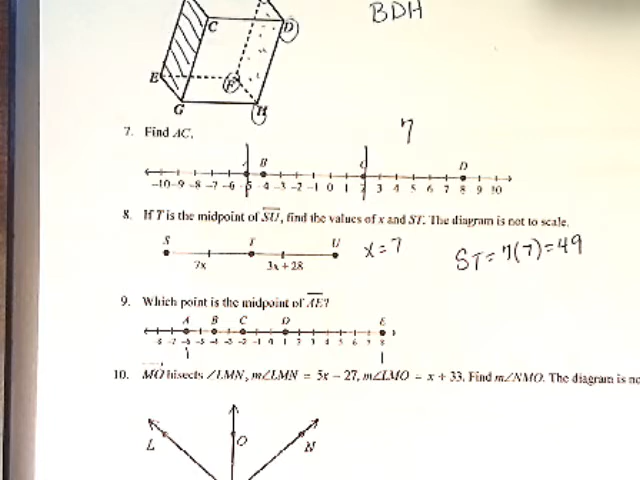 BDH
C
D
E
F
G
H
7. Find AC.
7
B C D
-10 -9 -8 -7 -6 -5 -4 -3 -2 -1 0 1 2 3 4 5 6 7 8 9 10
8. If T is the midpoint of SU, find the values of x and ST. The diagram is not to scale.
S T U
7x 3x + 28
x = 7
ST = 7(7) = 49
9. Which point is the midpoint of AE?
A B C D E
10. MO bisects ∠LMN, m∠LMN = 5x − 27, m∠LMO = x + 33. Find m∠NMO. The diagram is
L O N